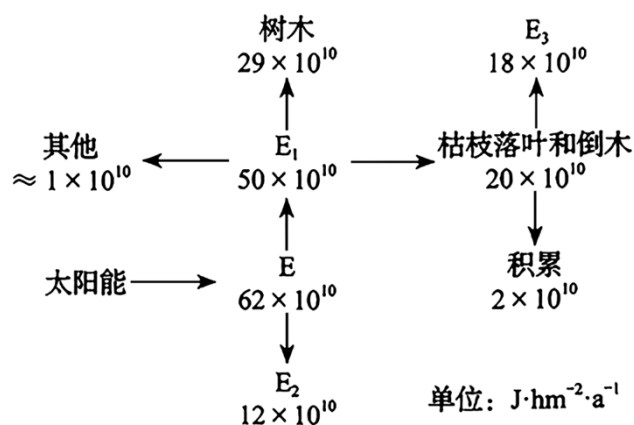 树木
29 × 10¹⁰
E₃
18 × 10¹⁰
其他
≈ 1 × 10¹⁰
E₁
50 × 10¹⁰
枯枝落叶和倒木
20 × 10¹⁰
太阳能
E
62 × 10¹⁰
积累
2 × 10¹⁰
E₂
12 × 10¹⁰
单位：J·hm⁻²·a⁻¹